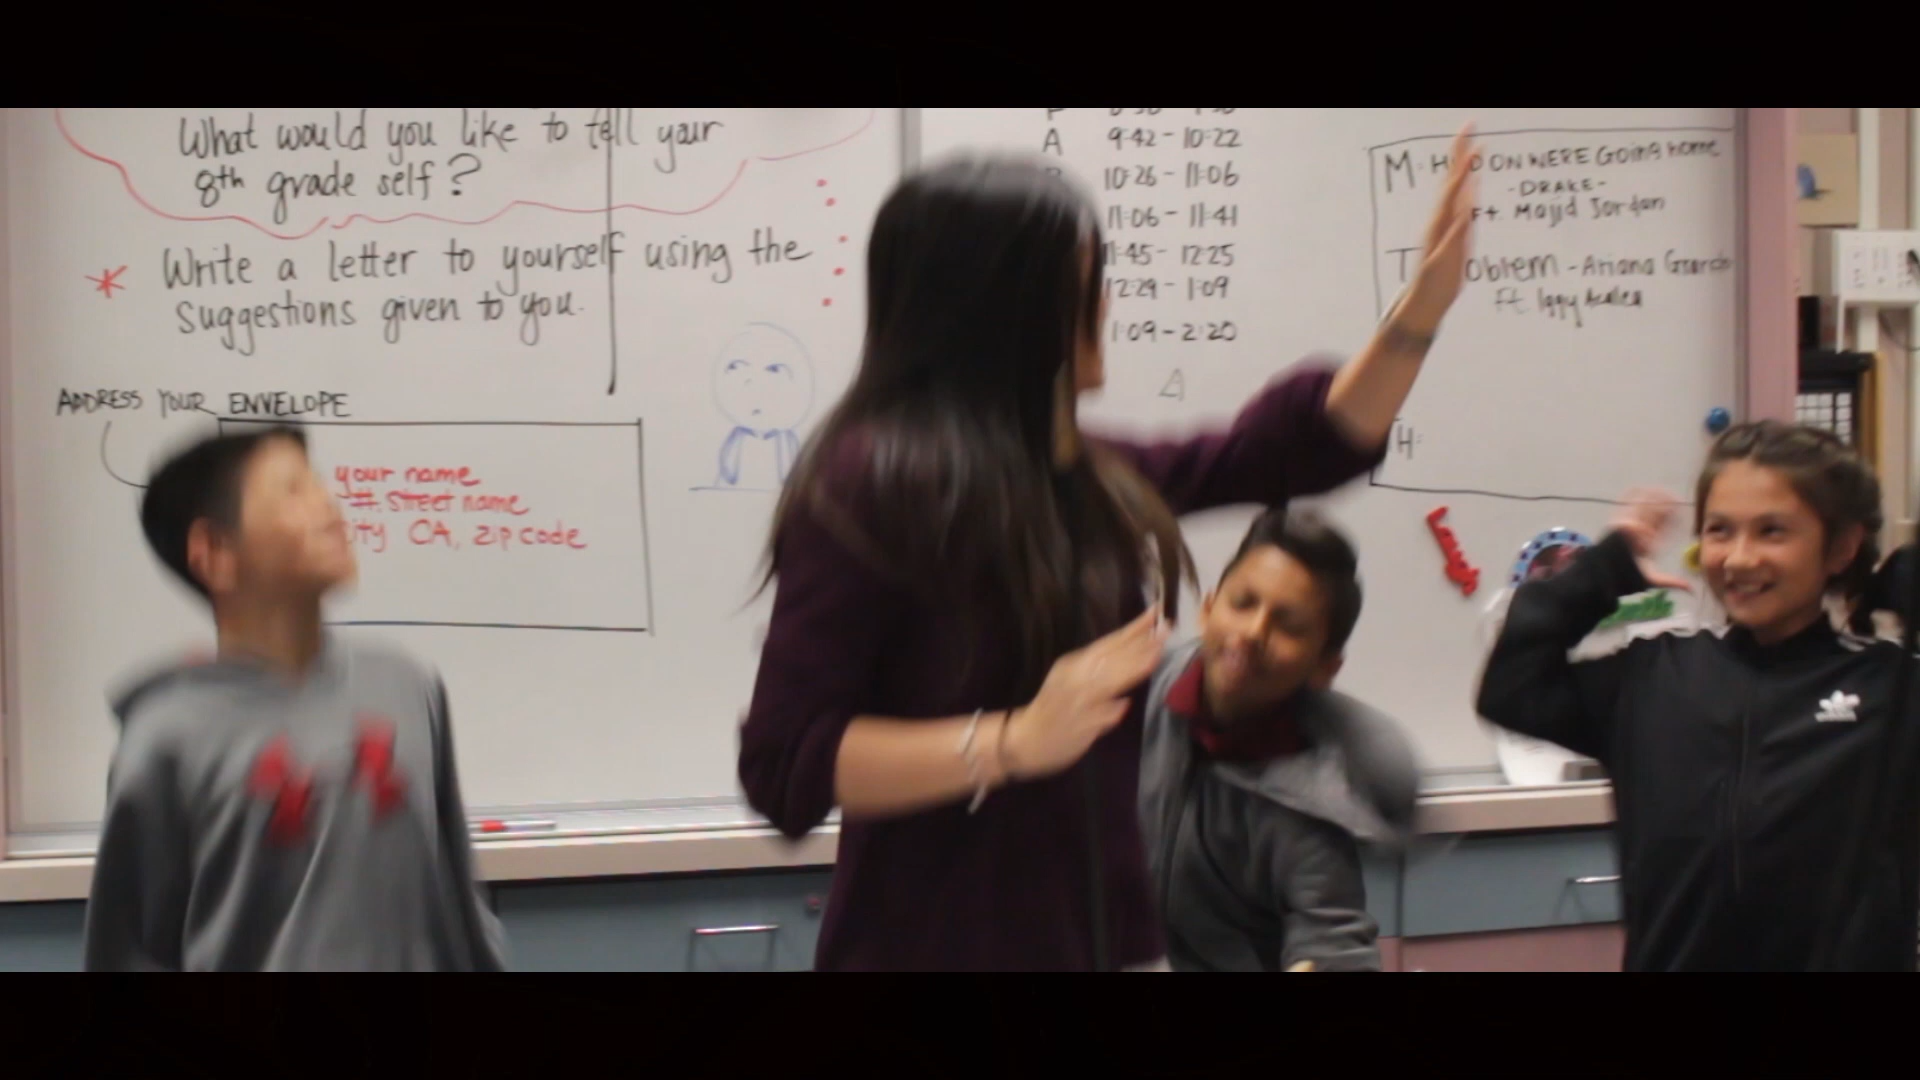 What would you like to tell your
8th grade self?
* Write a letter to yourself using the
suggestions given to you.
ADDRESS YOUR ENVELOPE
your name
# street name
City CA, zip code
A 9:42 - 10:22
10:26 - 11:06
11:06 - 11:41
11:45 - 12:25
12:29 - 1:09
1:09 - 2:20
A
M: ON WERE Going home
-DRAKE-
Ft. Majid Jordan
T oblem - Ariana Grande
Ft. Iggy Azalea
H: